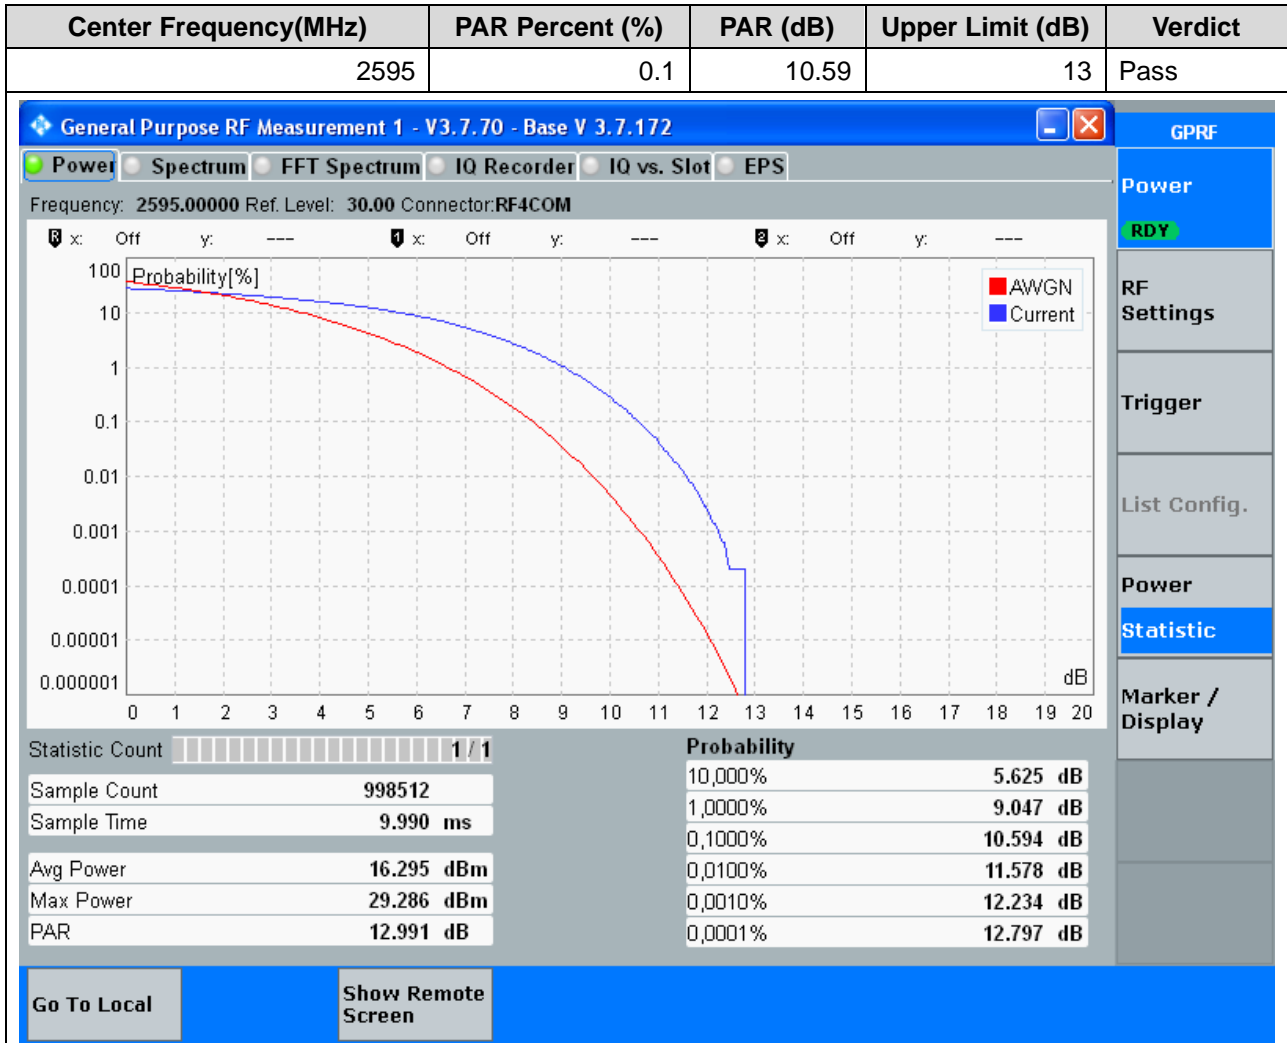 Center Frequency(MHz) PAR Percent (%) PAR (dB) Upper Limit (dB) Verdict
2595 0.1 10.59 13 Pass
General Purpose RF Measurement 1 - V3.7.70 - Base V 3.7.172
GPRF
Power Spectrum FFT Spectrum IQ Recorder IQ vs. Slot EPS
Frequency: 2595.00000 Ref. Level: 30.00 Connector:RF4COM
R x: Off y: --- 1 x: Off y: --- 2 x: Off y: ---
Probability[%]
AWGN
Current
100
10
1
0.1
0.01
0.001
0.0001
0.00001
0.000001
dB
0 1 2 3 4 5 6 7 8 9 10 11 12 13 14 15 16 17 18 19 20
Statistic Count 1 / 1
Sample Count 998512
Sample Time 9.990 ms
Avg Power 16.295 dBm
Max Power 29.286 dBm
PAR 12.991 dB
Probability
10,000% 5.625 dB
1,0000% 9.047 dB
0,1000% 10.594 dB
0,0100% 11.578 dB
0,0010% 12.234 dB
0,0001% 12.797 dB
Power
RDY
RF
Settings
Trigger
List Config.
Power
Statistic
Marker /
Display
Go To Local
Show Remote
Screen